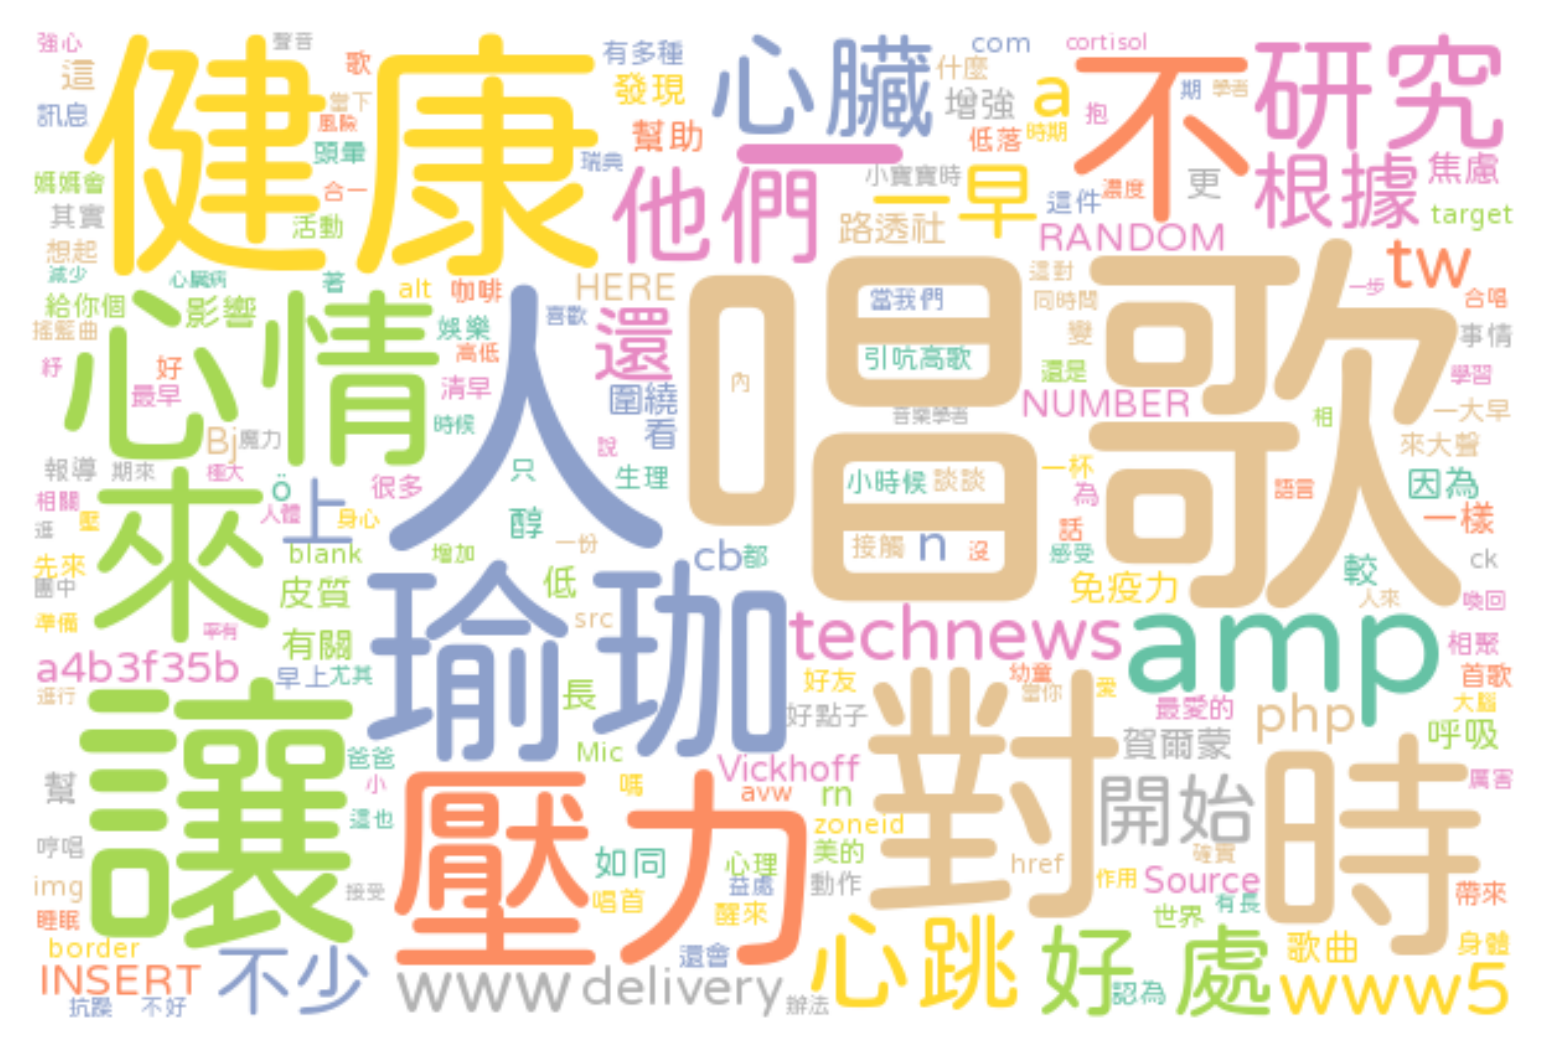 強心
聲音
有多種
com
cortisol
健康
心臟
不
研究
這
歌
發現
什麼
a
期
學者
訊息
當下
風險
幫助
增強
抱
頭暈
瑞典
一
低落
時期
媽媽會
合一
他們
小寶寶時
一早
這件
濃度
更
根據
焦慮
其實
活動
路透社
RANDOM
target
想起
減少
心臟病
著
alt
咖啡
HERE
唱歌
這對
tw
一步
給你個
影響
心情
人
喜歡
還
當我們
同時間
合唱
搖籃曲
娛樂
變
事情
紓
好
高低
引吭高歌
還是
學習
最早
清早
圍繞
內
NUMBER
一大早
Bj
魔力
時候
看
音樂學者
相
來大聲
報導
期來
極大
說
只
生理
小時候
談談
一杯
因為
相關
來
ö
上
很多
為
語言
人體
身心
醇
話
一樣
逛
壓
blank
增加
一份
cb
都
接觸
n
沒
感受
較
ck
先來
團中
皮質
瑜珈
低
免疫力
人來
喚回
準備
率有
有關
src
technews
amp
相聚
a4b3f35b
早上
尤其
長
好友
幼童
當你
愛
首歌
進行
讓
好點子
對
最愛的
php
大腦
爸爸
Mic
賀爾蒙
呼吸
幫
小
壓力
嗎
Vickhoff
avw
rn
開始
時
厲害
這也
zoneid
哼唱
如同
心理
美的
href
確實
img
接受
益處
動作
作用
Source
帶來
睡眠
唱首
醒來
世界
有長
border
不少
還會
心跳
好處
歌曲
身體
INSERT
www
delivery
認為
www5
抗躁
不好
辦法